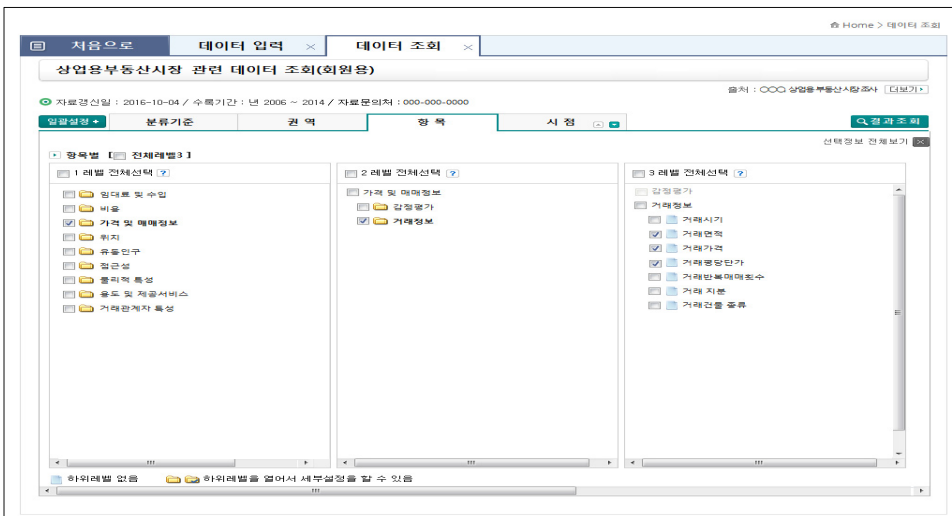 Home > 데이터 조회
처음으로 데이터 입력 × 데이터 조회 ×
상업용부동산시장 관련 데이터 조회(회원용)
출처 : OOO, 상업용 부동산시장 조사 더보기
자료갱신일 : 2016-10-04 / 수록기간 : 년 2006 ~ 2014 / 자료문의처 : 000-000-0000
일괄설정 + 분류기준 권 역 항 목 시 점 결과조회
선택정보 전체보기 ×
항목별 [ 전체레벨3 ]
1 레벨 전체선택 ?
임대료 및 수입
비용
가격 및 매매정보
위치
유동인구
접근성
물리적 특성
용도 및 제공서비스
거래관계자 특성
2 레벨 전체선택 ?
가격 및 매매정보
감정평가
거래정보
3 레벨 전체선택 ?
감정평가
거래정보
거래시기
거래면적
거래가격
거래평당단가
거래반복매매횟수
거래 지분
거래건물 종류
하위레벨 없음 하위레벨을 열어서 세부설정을 할 수 있음